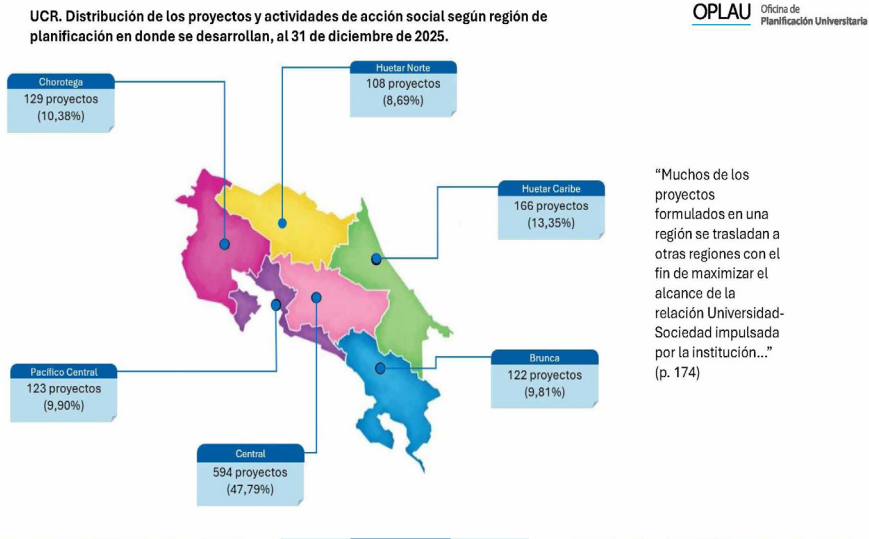 UCR. Distribución de los proyectos y actividades de acción social según región de
planificación en donde se desarrollan, al 31 de diciembre de 2025.
OPLAU
Oficina de
Planificación Universitaria
Huetar Norte
108 proyectos
(8,69%)
Chorotega
129 proyectos
(10,38%)
Huetar Caribe
166 proyectos
(13,35%)
“Muchos de los
proyectos
formulados en una
región se trasladan a
otras regiones con el
fin de maximizar el
alcance de la
relación Universidad-
Sociedad impulsada
por la institución...”
(p. 174)
Brunca
122 proyectos
(9,81%)
Pacífico Central
123 proyectos
(9,90%)
Central
594 proyectos
(47,79%)